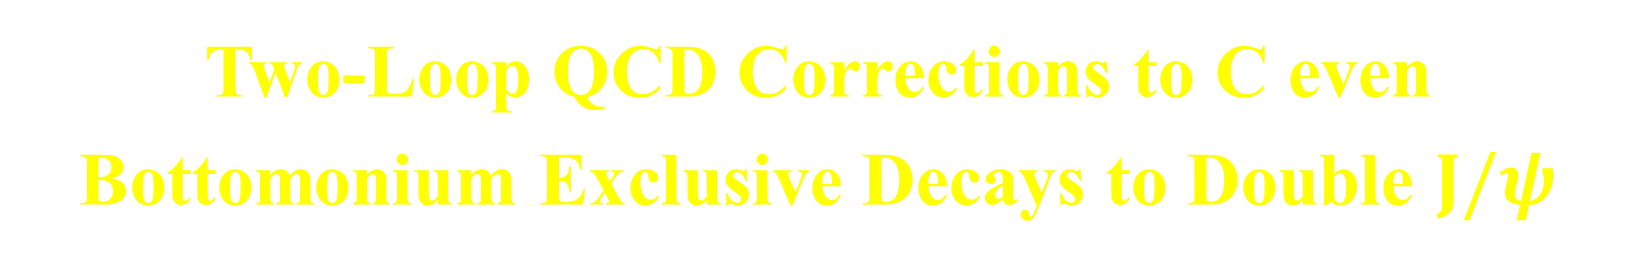 Two-Loop QCD Corrections to C even
Bottomonium Exclusive Decays to Double J/ψ